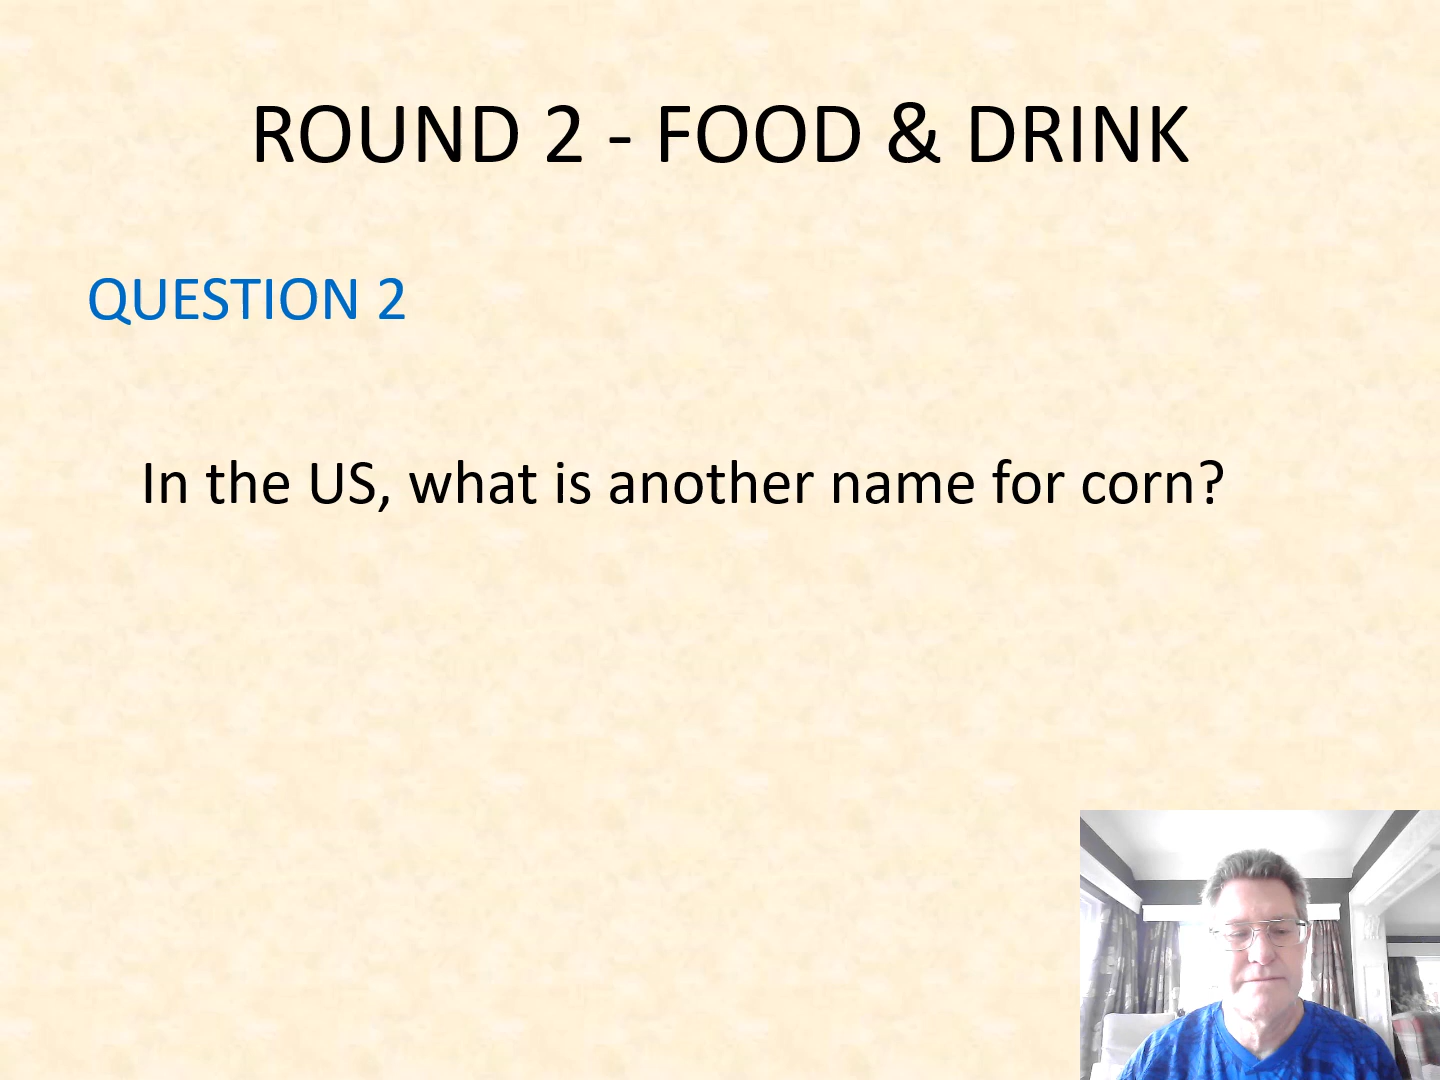 ROUND 2 - FOOD & DRINK
QUESTION 2
In the US, what is another name for corn?